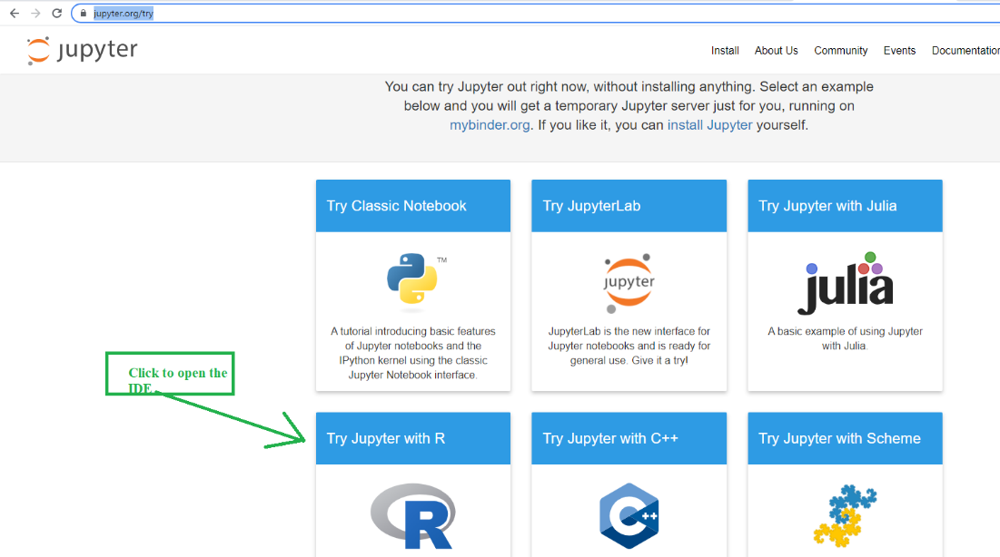 jupyter.org/try
jupyter
Install About Us Community Events Documentation
You can try Jupyter out right now, without installing anything. Select an example
below and you will get a temporary Jupyter server just for you, running on
mybinder.org. If you like it, you can install Jupyter yourself.
Try Classic Notebook
TM
A tutorial introducing basic features
of Jupyter notebooks and the
IPython kernel using the classic
Jupyter Notebook interface.
Try JupyterLab
jupyter
JupyterLab is the new interface for
Jupyter notebooks and is ready for
general use. Give it a try!
Try Jupyter with Julia
julia
A basic example of using Jupyter
with Julia.
Click to open the
IDE
Try Jupyter with R
R
Try Jupyter with C++
C++
Try Jupyter with Scheme